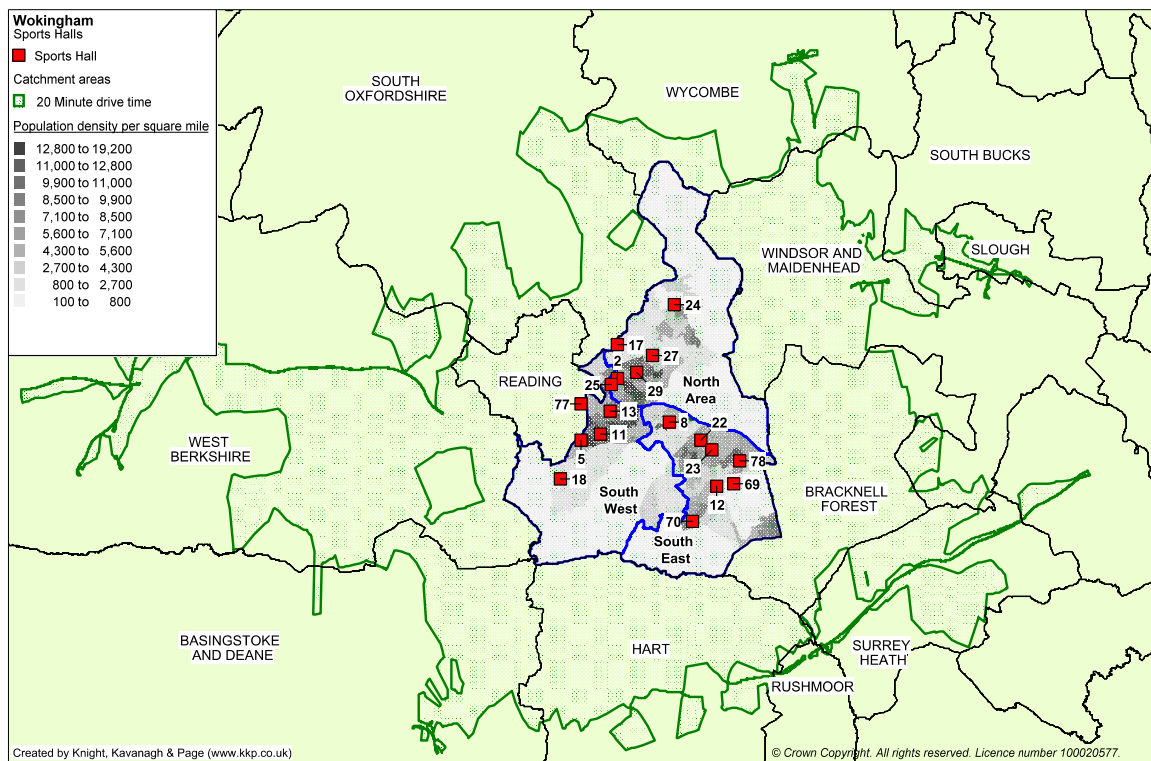 Wokingham
Sports Halls
Sports Hall
Catchment areas
20 Minute drive time
Population density per square mile
12,800 to 19,200
11,000 to 12,800
9,900 to 11,000
8,500 to 9,900
7,100 to 8,500
5,600 to 7,100
4,300 to 5,600
2,700 to 4,300
800 to 2,700
100 to 800
SOUTH
OXFORDSHIRE
WYCOMBE
SOUTH BUCKS
WINDSOR AND
MAIDENHEAD
SLOUGH
24
17
2
27
READING
25
29
North
Area
77
13
8
22
11
5
23
78
WEST
BERKSHIRE
18
69
South
West
12
BRACKNELL
FOREST
70
South
East
BASINGSTOKE
AND DEANE
HART
SURREY
HEATH
RUSHMOOR
Created by Knight, Kavanagh & Page (www.kkp.co.uk)
© Crown Copyright. All rights reserved. Licence number 100020577.